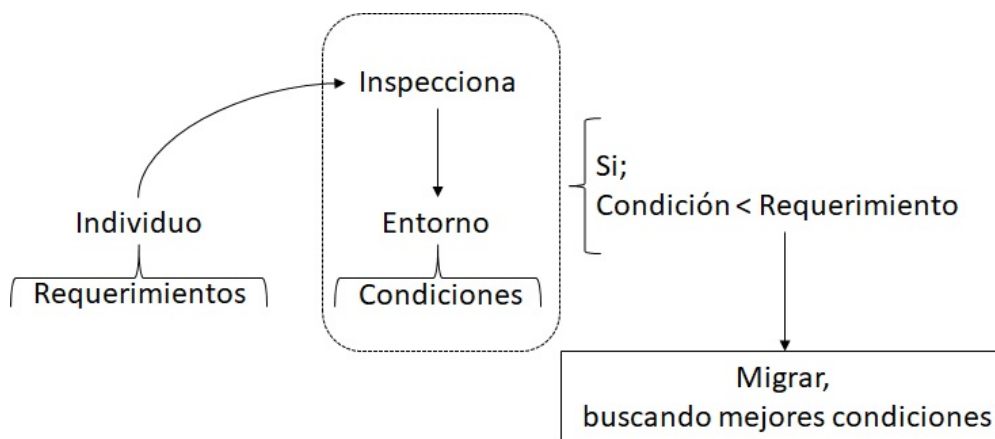 Inspecciona
Si;
Condición < Requerimiento
Individuo
Entorno
Requerimientos
Condiciones
Migrar,
buscando mejores condiciones